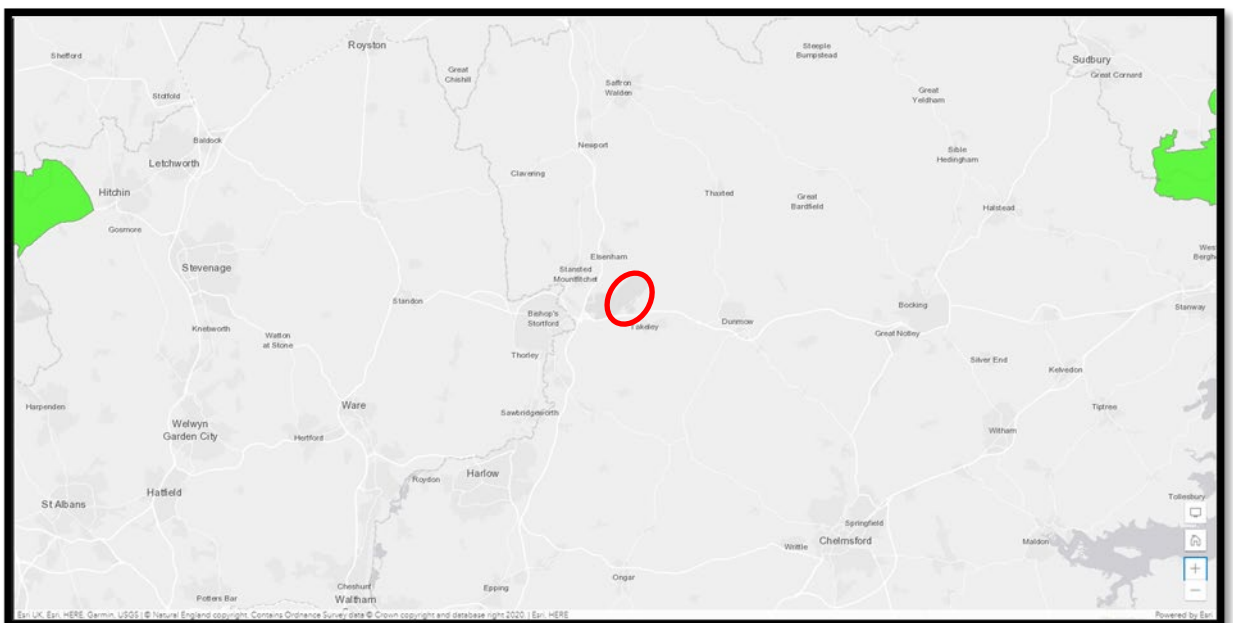 Royston
Shefford
Steeple
Bumpstead
Sudbury
Great Cornard
Great
Chishill
Saffron
Walden
Great
Yeldham
Stotfold
Baldock
Newport
Sible
Hedingham
Letchworth
Clavering
Hitchin
Thaxted
Great
Bardfield
Halstead
Gosmore
Elsenham
Stansted
Mountfitchet
Wes
Bergh
Stevenage
Standon
Bishop's
Stortford
Takeley
Dunmow
Bocking
Stanway
Knebworth
Watton
at Stone
Great Notley
Thorley
Silver End
Kelvedon
Harpenden
Ware
Sawbridgeworth
Tiptree
Welwyn
Garden City
Hertford
Witham
Harlow
Roydon
Hatfield
St Albans
Tollesbury
Springfield
Chelmsford
Writtle
Maldon
Ongar
Cheshunt
Waltham
Epping
Potters Bar
Esri UK, Esri, HERE, Garmin, USGS | © Natural England copyright. Contains Ordnance Survey data © Crown copyright and database right 2020. | Esri, HERE
Powered by Esri